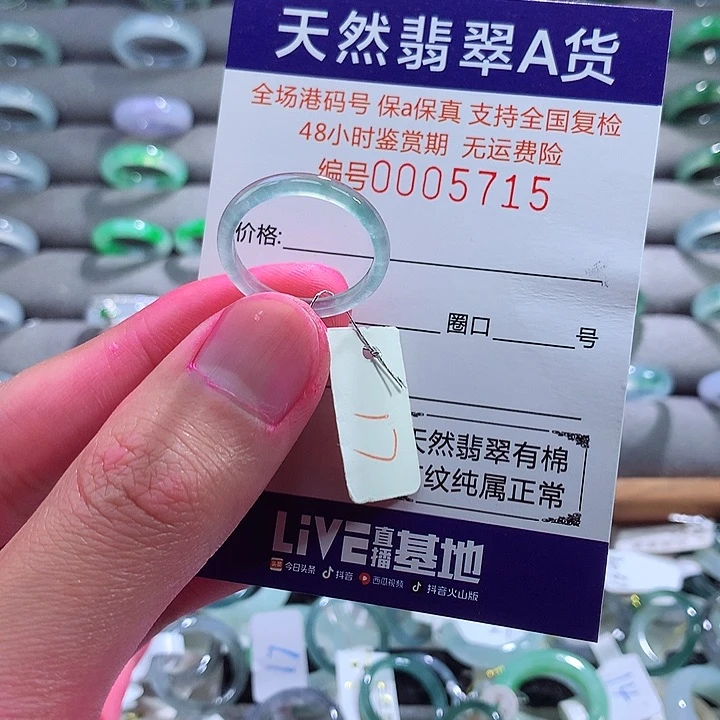 天然翡翠A货
全场港码号 保a保真 支持全国复检
48小时鉴赏期 无运费险
编号0005715
价格:
圈口 号
天然翡翠有棉
纹纯属正常
17
LiVE直播基地
今日头条 抖音 西瓜视频 抖音火山版
17